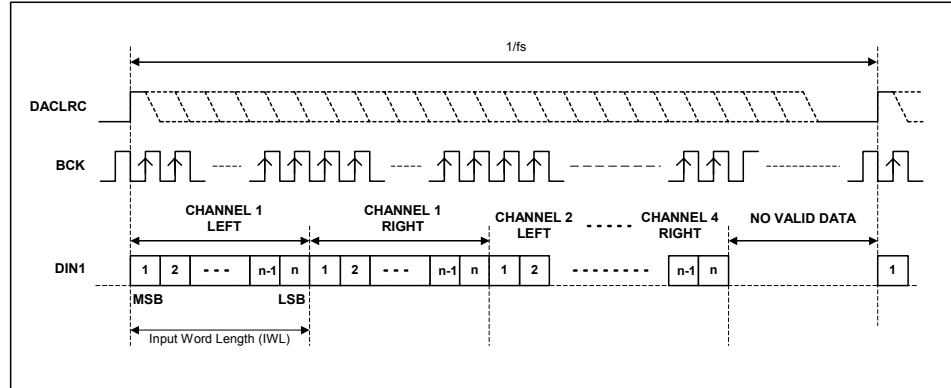 1/fs
DACLRC
BCK
CHANNEL 1 LEFT
CHANNEL 1 RIGHT
CHANNEL 2 LEFT
CHANNEL 4 RIGHT
NO VALID DATA
DIN1
1 2 n-1 n 1 2 n-1 n 1 2 n-1 n 1
MSB LSB
Input Word Length (IWL)